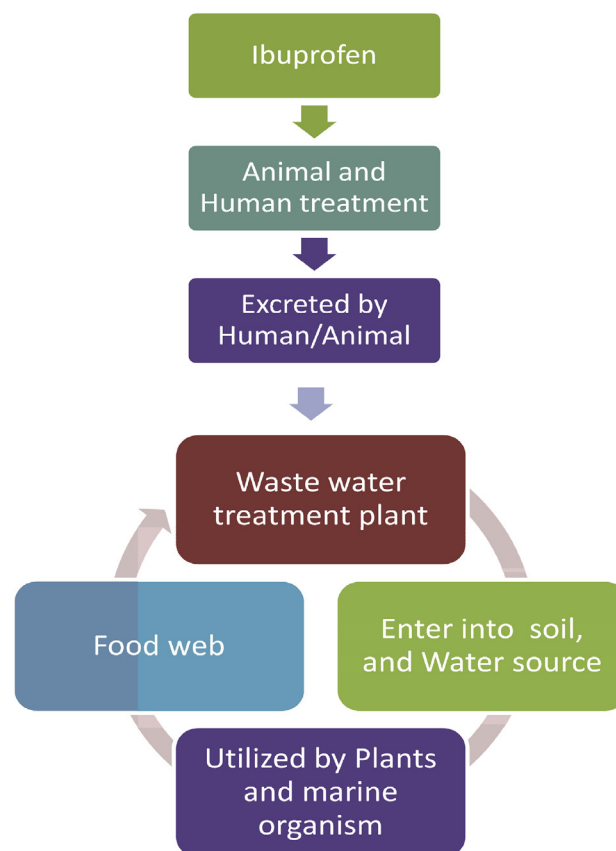 Ibuprofen
Animal and
Human treatment
Excreted by
Human/Animal
Waste water
treatment plant
Food web
Enter into soil,
and Water source
Utilized by Plants
and marine
organism